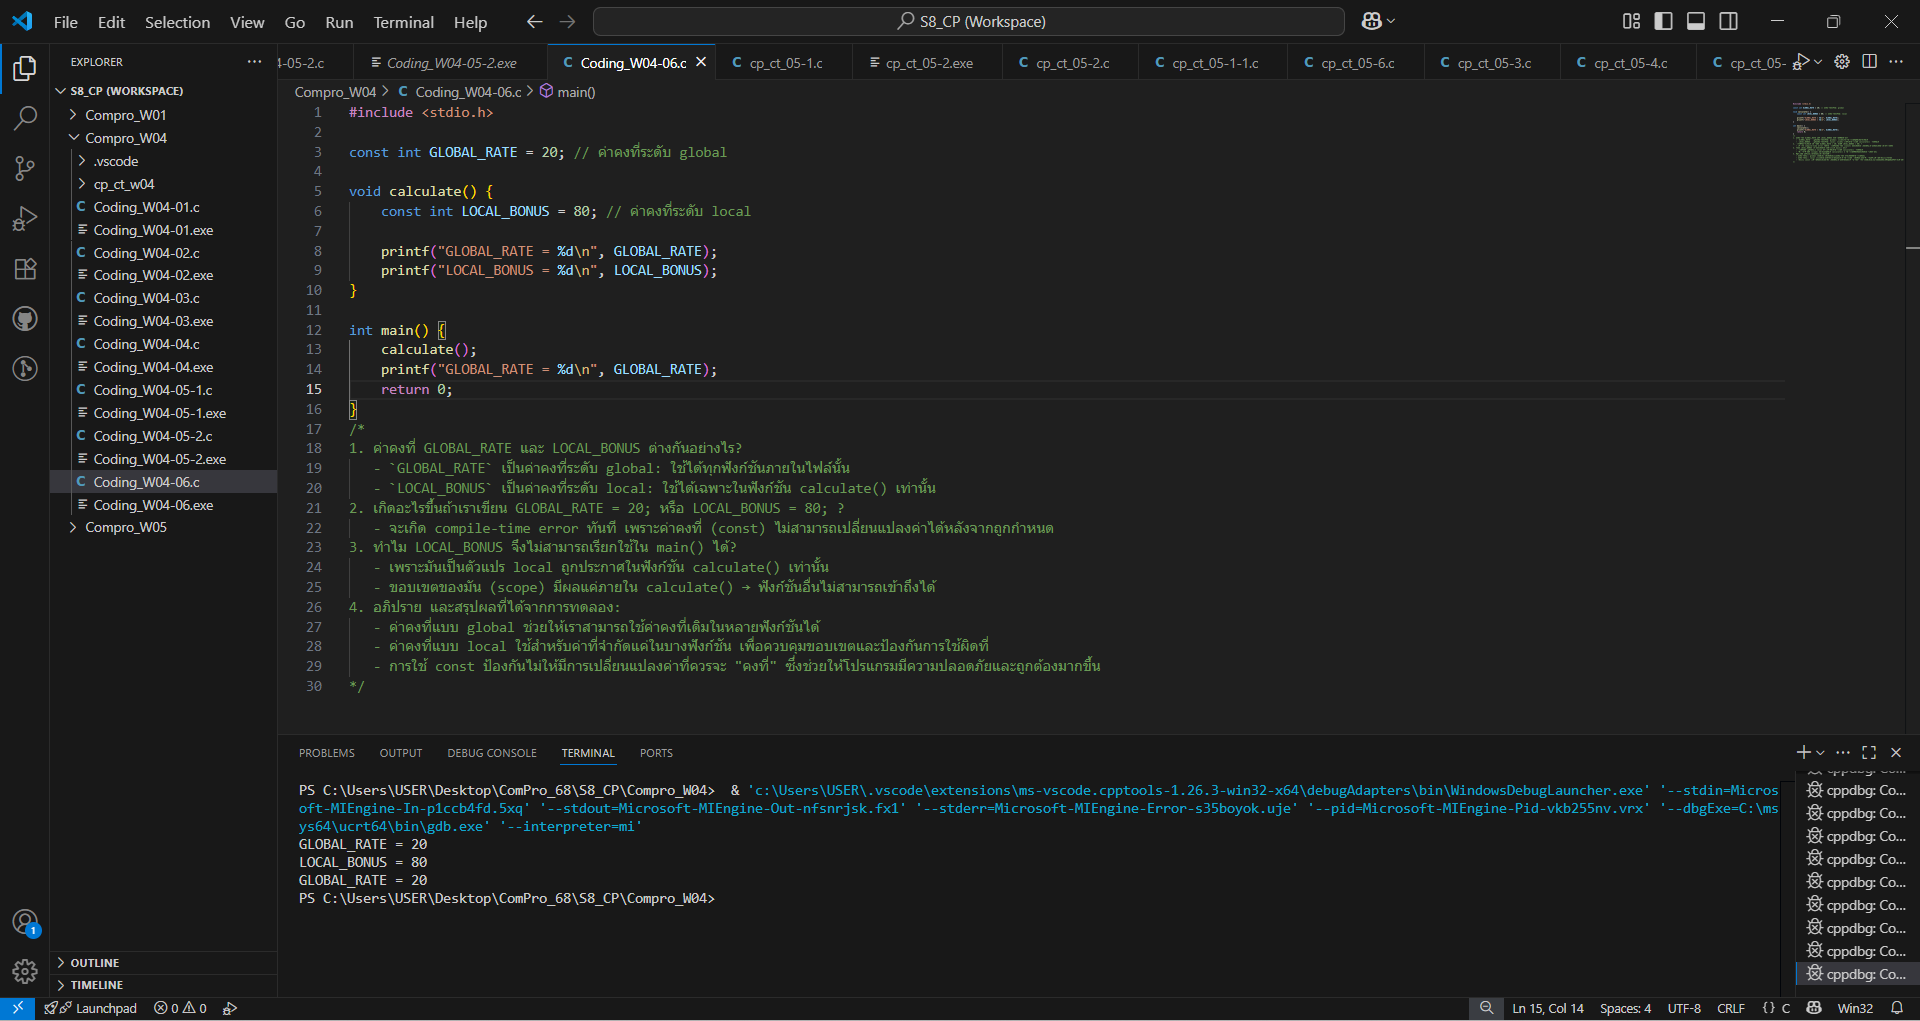 File Edit Selection View Go Run Terminal Help
S8_CP (Workspace)
EXPLORER
4-05-2.c
Coding_W04-05-2.exe
Coding_W04-06.c
cp_ct_05-1.c
cp_ct_05-2.exe
cp_ct_05-2.c
cp_ct_05-1-1.c
cp_ct_05-6.c
cp_ct_05-3.c
cp_ct_05-4.c
cp_ct_05-
S8_CP (WORKSPACE)
Compro_W01
Compro_W04
.vscode
cp_ct_w04
Coding_W04-01.c
Coding_W04-01.exe
Coding_W04-02.c
Coding_W04-02.exe
Coding_W04-03.c
Coding_W04-03.exe
Coding_W04-04.c
Coding_W04-04.exe
Coding_W04-05-1.c
Coding_W04-05-1.exe
Coding_W04-05-2.c
Coding_W04-05-2.exe
Coding_W04-06.c
Coding_W04-06.exe
Compro_W05
OUTLINE
TIMELINE
Compro_W04 > C Coding_W04-06.c > main()
1 #include <stdio.h>
2
3 const int GLOBAL_RATE = 20; // ค่าคงที่ระดับ global
4
5 void calculate() {
6 const int LOCAL_BONUS = 80; // ค่าคงที่ระดับ local
7
8 printf("GLOBAL_RATE = %d\n", GLOBAL_RATE);
9 printf("LOCAL_BONUS = %d\n", LOCAL_BONUS);
10 }
11
12 int main() {
13 calculate();
14 printf("GLOBAL_RATE = %d\n", GLOBAL_RATE);
15 return 0;
16 }
17 /*
18 1. ค่าคงที่ GLOBAL_RATE และ LOCAL_BONUS ต่างกันอย่างไร?
19 - `GLOBAL_RATE` เป็นค่าคงที่ระดับ global: ใช้ได้ทุกฟังก์ชันภายในไฟล์นั้น
20 - `LOCAL_BONUS` เป็นค่าคงที่ระดับ local: ใช้ได้เฉพาะในฟังก์ชัน calculate() เท่านั้น
21 2. เกิดอะไรขึ้นถ้าเราเขียน GLOBAL_RATE = 20; หรือ LOCAL_BONUS = 80; ?
22 - จะเกิด compile-time error ทันที เพราะค่าคงที่ (const) ไม่สามารถเปลี่ยนแปลงค่าได้หลังจากถูกกำหนด
23 3. ทำไม LOCAL_BONUS จึงไม่สามารถเรียกใช้ใน main() ได้?
24 - เพราะมันเป็นตัวแปร local ถูกประกาศในฟังก์ชัน calculate() เท่านั้น
25 - ขอบเขตของมัน (scope) มีผลแค่ภายใน calculate() → ฟังก์ชันอื่นไม่สามารถเข้าถึงได้
26 4. อภิปราย และสรุปผลที่ได้จากการทดลอง:
27 - ค่าคงที่แบบ global ช่วยให้เราสามารถใช้ค่าคงที่เดิมในหลายฟังก์ชันได้
28 - ค่าคงที่แบบ local ใช้สำหรับค่าที่จำกัดแค่ในบางฟังก์ชัน เพื่อควบคุมขอบเขตและป้องกันการใช้ผิดที่
29 - การใช้ const ป้องกันไม่ให้มีการเปลี่ยนแปลงค่าที่ควรจะ "คงที่" ซึ่งช่วยให้โปรแกรมมีความปลอดภัยและถูกต้องมากขึ้น
30 */
PROBLEMS OUTPUT DEBUG CONSOLE TERMINAL PORTS
PS C:\Users\USER\Desktop\ComPro_68\S8_CP\Compro_W04> & 'c:\Users\USER\.vscode\extensions\ms-vscode.cpptools-1.26.3-win32-x64\debugAdapters\bin\WindowsDebugLauncher.exe' '--stdin=Micros
oft-MIEngine-In-p1ccb4fd.5xq' '--stdout=Microsoft-MIEngine-Out-nfsnrjsk.fx1' '--stderr=Microsoft-MIEngine-Error-s35boyok.uje' '--pid=Microsoft-MIEngine-Pid-vkb255nv.vrx' '--dbgExe=C:\ms
ys64\ucrt64\bin\gdb.exe' '--interpreter=mi'
GLOBAL_RATE = 20
LOCAL_BONUS = 80
GLOBAL_RATE = 20
PS C:\Users\USER\Desktop\ComPro_68\S8_CP\Compro_W04>
cppdbg: Co...
cppdbg: Co...
cppdbg: Co...
cppdbg: Co...
cppdbg: Co...
cppdbg: Co...
cppdbg: Co...
cppdbg: Co...
cppdbg: Co...
1
Launchpad 0 0
Ln 15, Col 14 Spaces: 4 UTF-8 CRLF {} C Win32